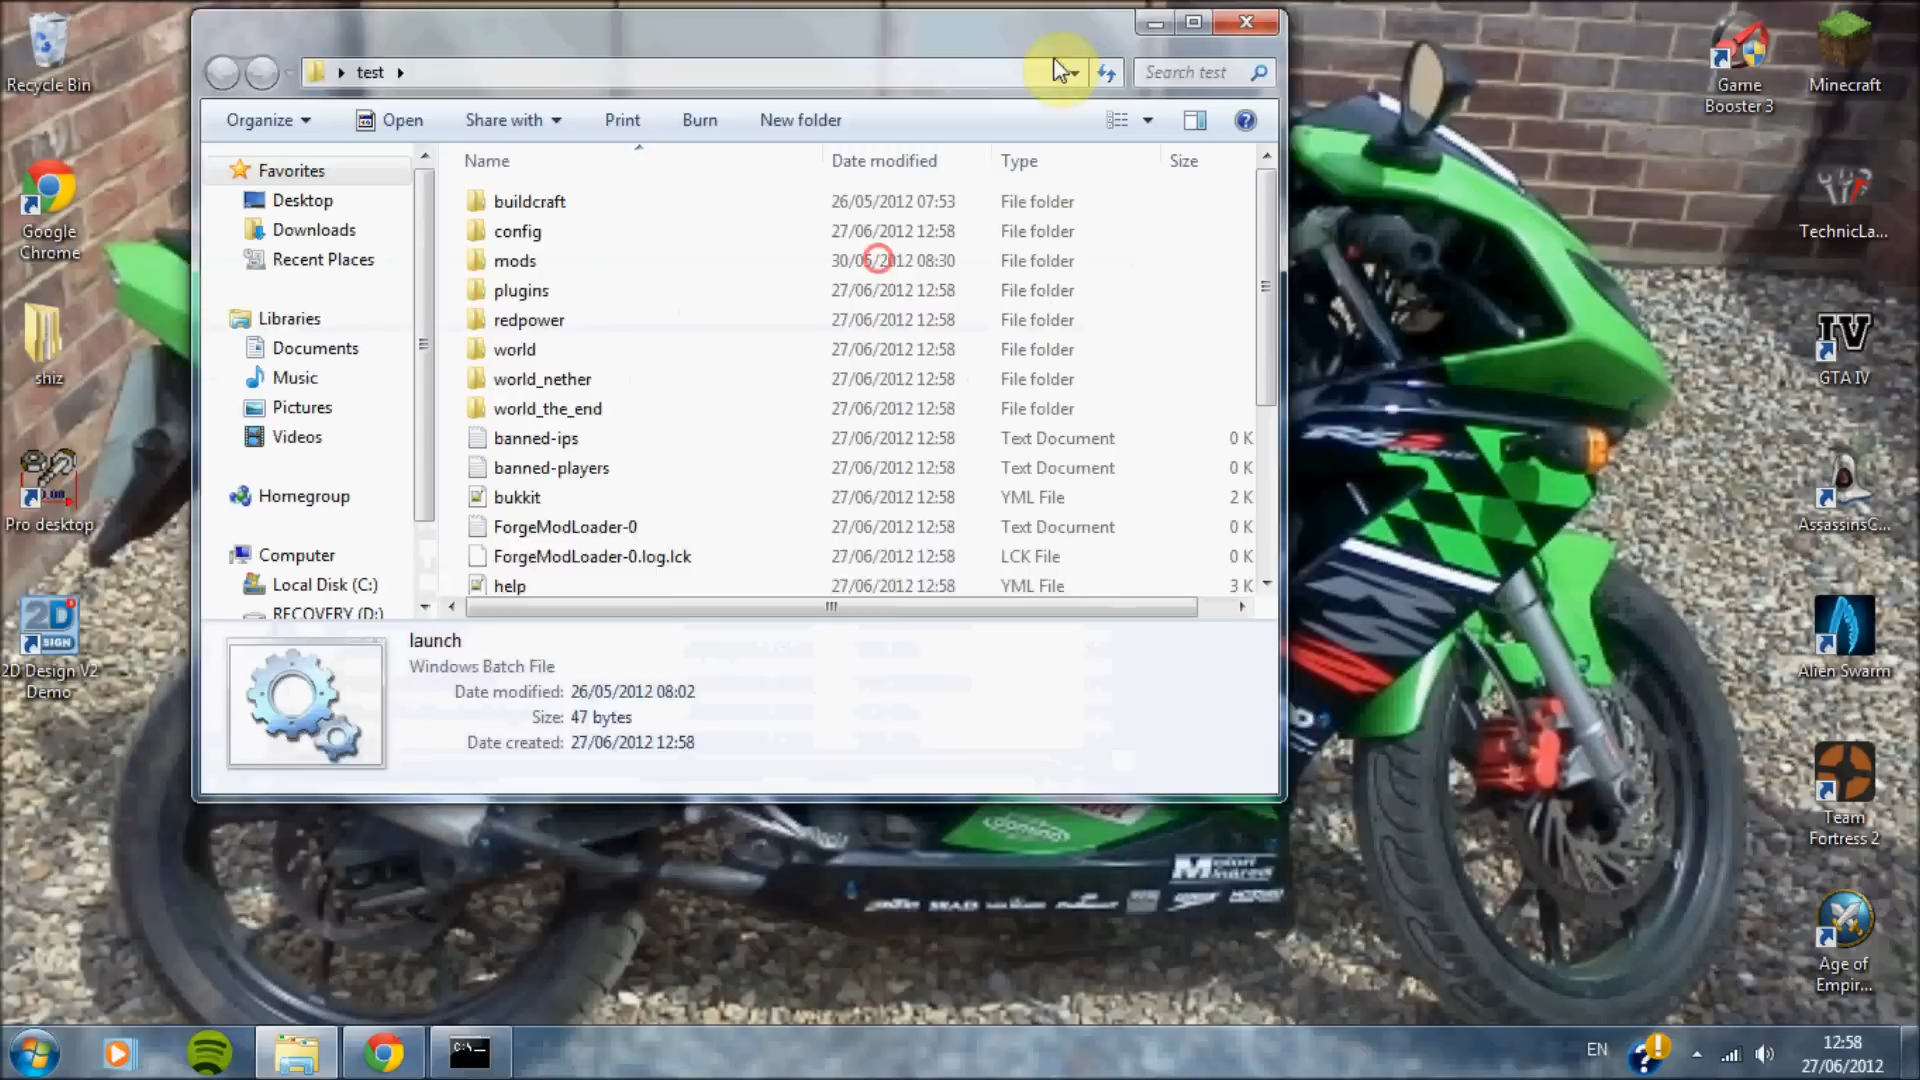 Recycle Bin
Google Chrome
shiz
Pro desktop
2D Design V2 Demo
test
Search test
Organize
Open
Share with
Print
Burn
New folder
Favorites
Desktop
Downloads
Recent Places
Libraries
Documents
Music
Pictures
Videos
Homegroup
Computer
Local Disk (C:)
RECOVERY (D:)
Name Date modified Type Size
buildcraft 26/05/2012 07:53 File folder
config 27/06/2012 12:58 File folder
mods 30/05/2012 08:30 File folder
plugins 27/06/2012 12:58 File folder
redpower 27/06/2012 12:58 File folder
world 27/06/2012 12:58 File folder
world_nether 27/06/2012 12:58 File folder
world_the_end 27/06/2012 12:58 File folder
banned-ips 27/06/2012 12:58 Text Document 0 K
banned-players 27/06/2012 12:58 Text Document 0 K
bukkit 27/06/2012 12:58 YML File 2 K
ForgeModLoader-0 27/06/2012 12:58 Text Document 0 K
ForgeModLoader-0.log.lck 27/06/2012 12:58 LCK File 0 K
help 27/06/2012 12:58 YML File 3 K
launch
Windows Batch File
Date modified: 26/05/2012 08:02
Size: 47 bytes
Date created: 27/06/2012 12:58
Game Booster 3
Minecraft
TechnicLa...
IV
GTA IV
AssassinsC...
Alien Swarm
Team Fortress 2
Age of Empir...
EN
12:58
27/06/2012